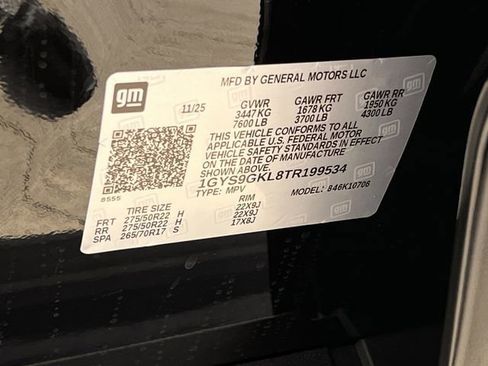 MFD BY GENERAL MOTORS LLC
gm
11/25
GVWR GAWR FRT GAWR RR
3447 KG 1678 KG 1950 KG
7600 LB 3700 LB 4300 LB
THIS VEHICLE CONFORMS TO ALL
APPLICABLE U.S. FEDERAL MOTOR
VEHICLE SAFETY STANDARDS IN EFFECT
ON THE DATE OF MANUFACTURE
1GYS9GKL8TR199534
8555
TYPE: MPV MODEL: 846K10706
TIRE SIZE RIM
FRT 275/50R22 H 22X9J
RR 275/50R22 H 22X9J
SPA 265/70R17 S 17X8J